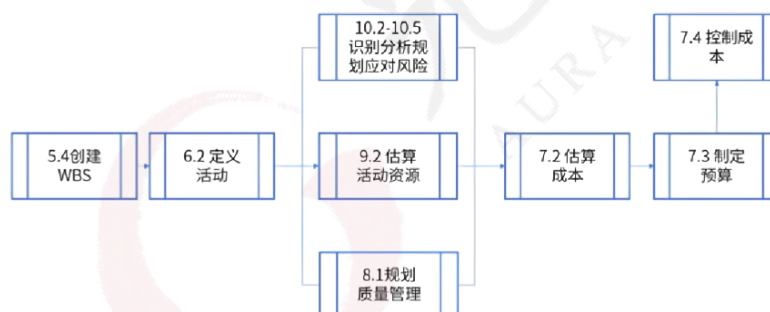 10.2-10.5
识别分析规
划应对风险
7.4 控制成
本
5.4创建
WBS
6.2 定义
活动
9.2 估算
活动资源
7.2 估算
成本
7.3 制定
预算
8.1规划
质量管理
AURA